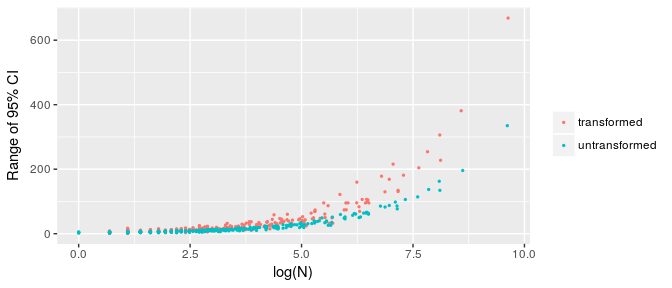 Range of 95% CI
600
400
200
0
0.0 2.5 5.0 7.5 10.0
log(N)
transformed
untransformed